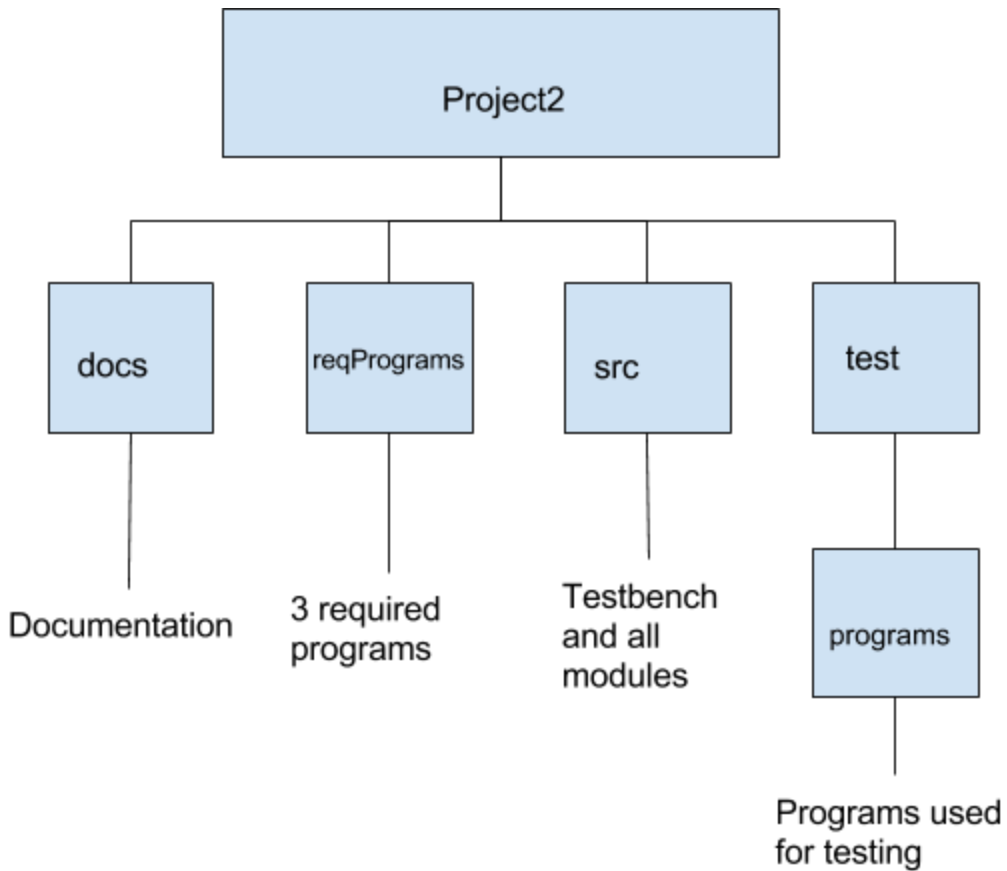 Project2
docs
reqPrograms
src
test
Documentation
3 required
programs
Testbench
and all
modules
programs
Programs used
for testing